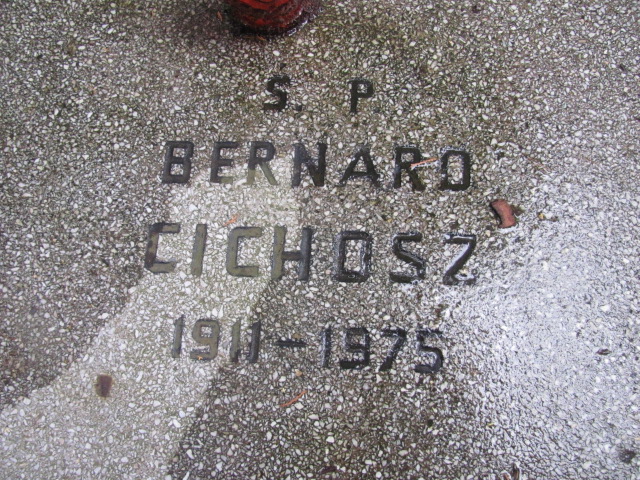 Ś. P
BERNARD
CICHOSZ
1911-1975